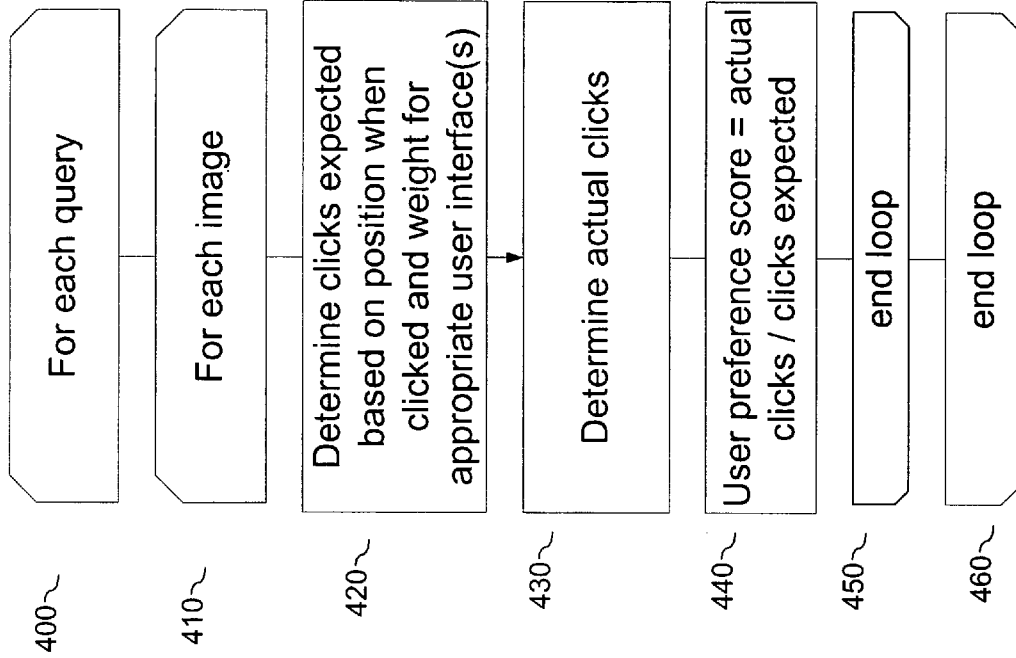 400
For each query
410
For each image
420
Determine clicks expected
based on position when
clicked and weight for
appropriate user interface(s)
430
Determine actual clicks
440
User preference score = actual
clicks / clicks expected
450
end loop
460
end loop